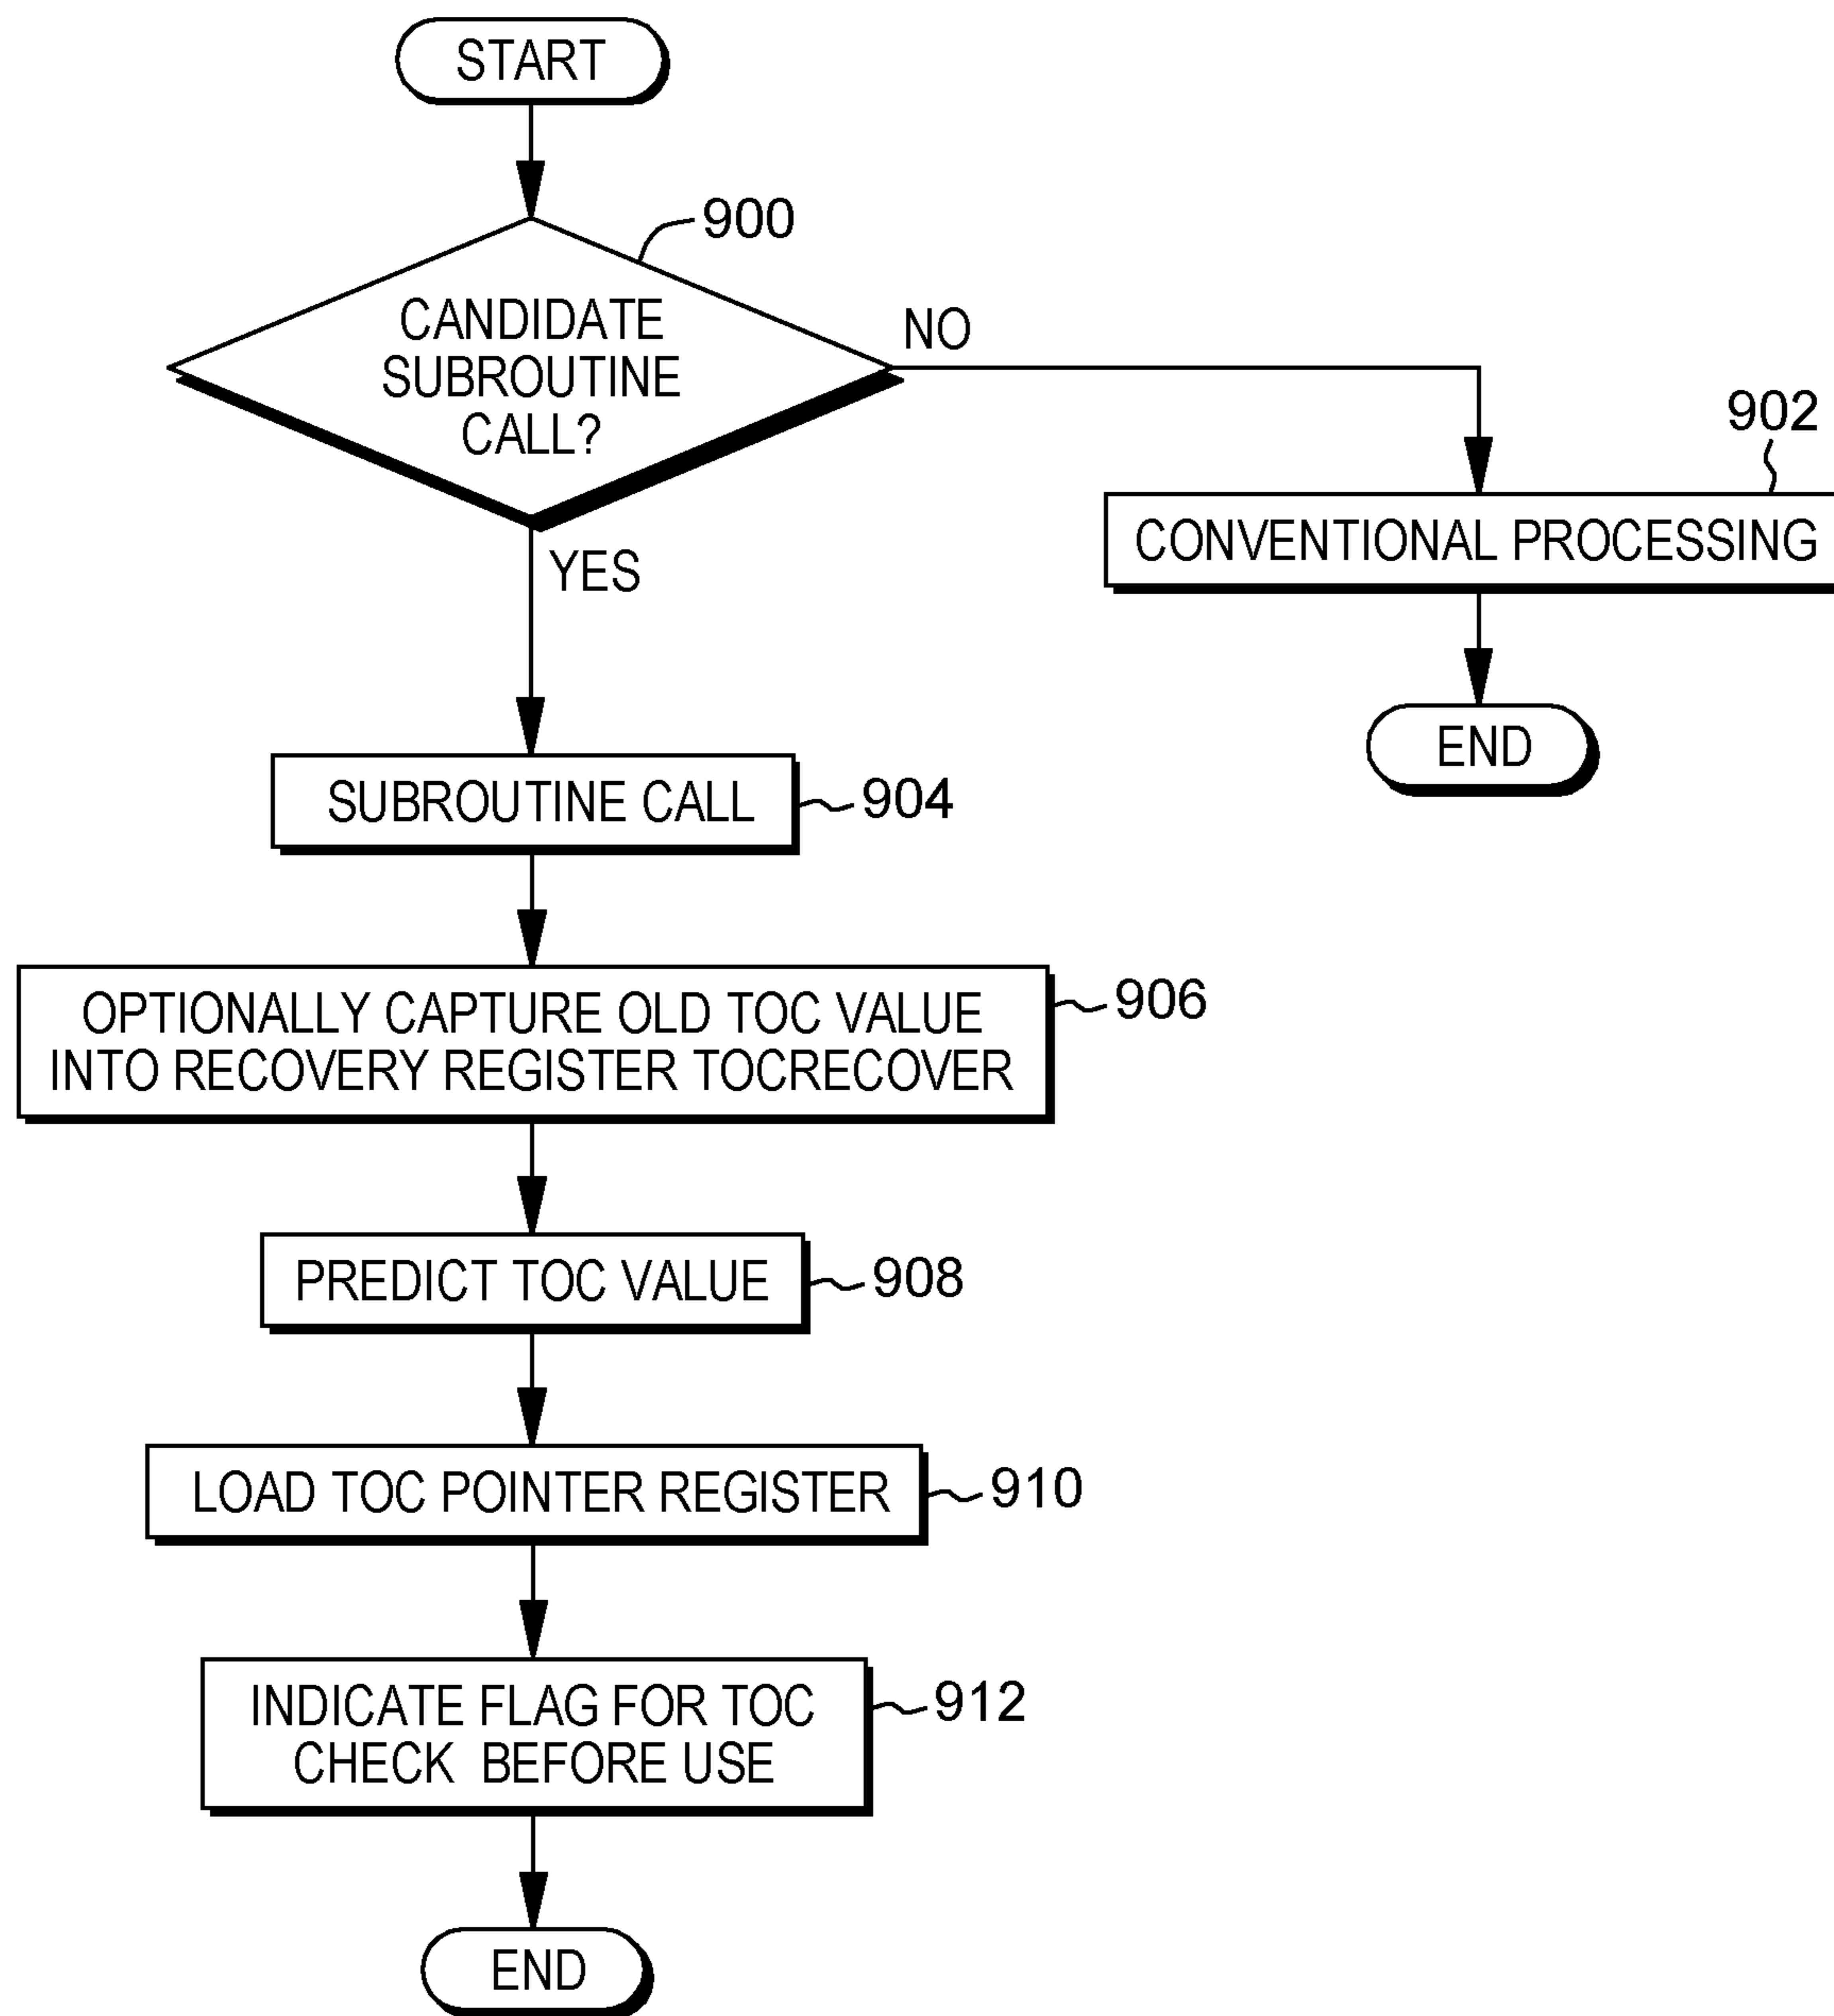 START
900
CANDIDATE
SUBROUTINE
CALL?
NO
YES
902
CONVENTIONAL PROCESSING
END
SUBROUTINE CALL
904
OPTIONALLY CAPTURE OLD TOC VALUE
INTO RECOVERY REGISTER TOCRECOVER
906
PREDICT TOC VALUE
908
LOAD TOC POINTER REGISTER
910
INDICATE FLAG FOR TOC
CHECK BEFORE USE
912
END